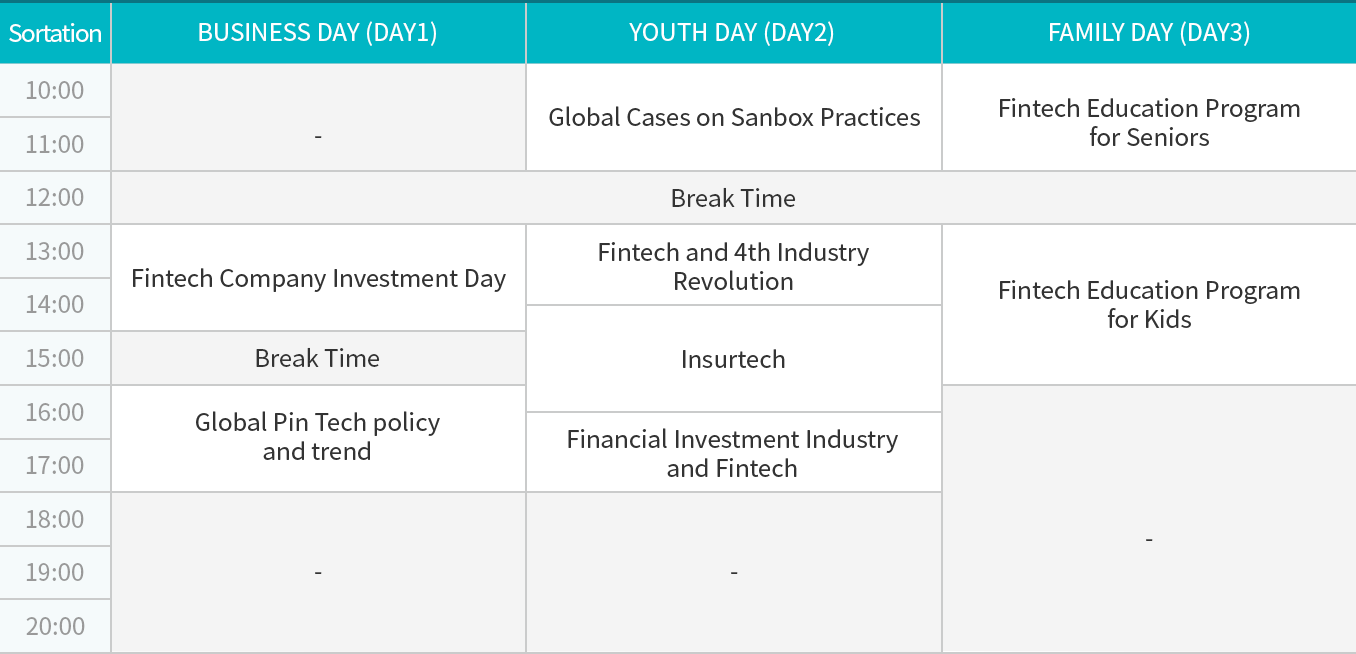 Sortation BUSINESS DAY (DAY1) YOUTH DAY (DAY2) FAMILY DAY (DAY3)
10:00
Global Cases on Sanbox Practices
Fintech Education Program
for Seniors
-
11:00
12:00
Break Time
13:00
Fintech Company Investment Day
Fintech and 4th Industry
Revolution
Fintech Education Program
for Kids
14:00
15:00
Break Time
Insurtech
16:00
Global Pin Tech policy
and trend
Financial Investment Industry
and Fintech
17:00
18:00
-
19:00
-
-
20:00